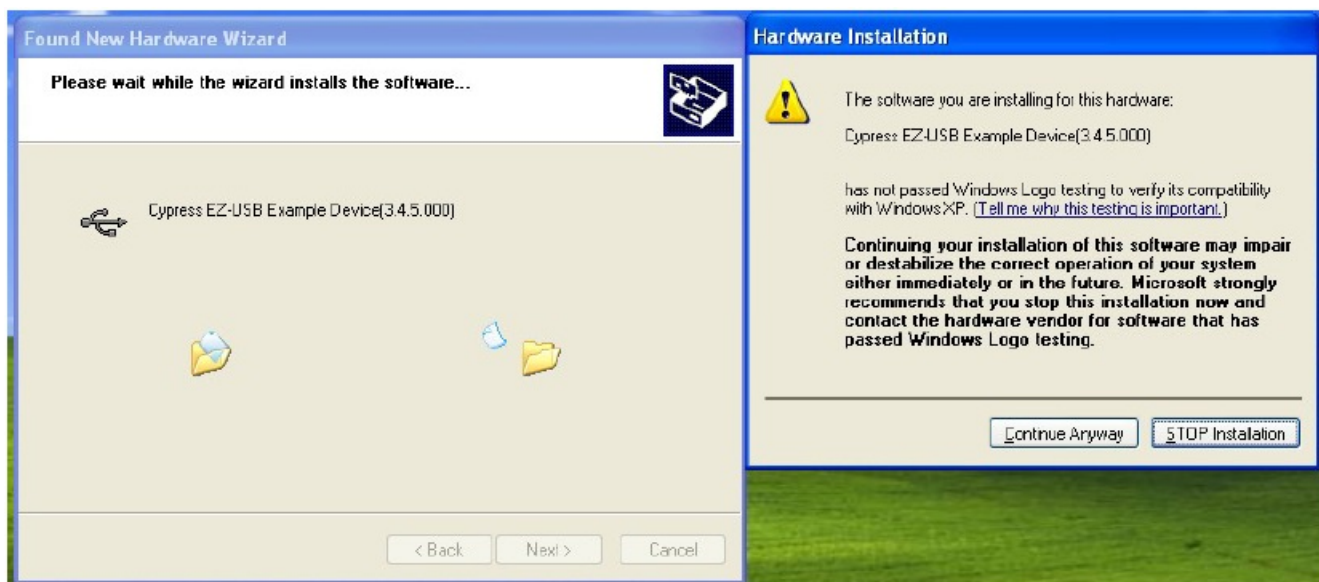 Found New Hardware Wizard
Please wait while the wizard installs the software...
Cypress EZ-USB Example Device(3.4.5.000)
< Back
Next >
Cancel
Hardware Installation
The software you are installing for this hardware:
Cypress EZ-USB Example Device(3.4.5.000)
has not passed Windows Logo testing to verify its compatibility
with Windows XP. (Tell me why this testing is important.)
Continuing your installation of this software may impair
or destabilize the correct operation of your system
either immediately or in the future. Microsoft strongly
recommends that you stop this installation now and
contact the hardware vendor for software that has
passed Windows Logo testing.
Continue Anyway
STOP Installation